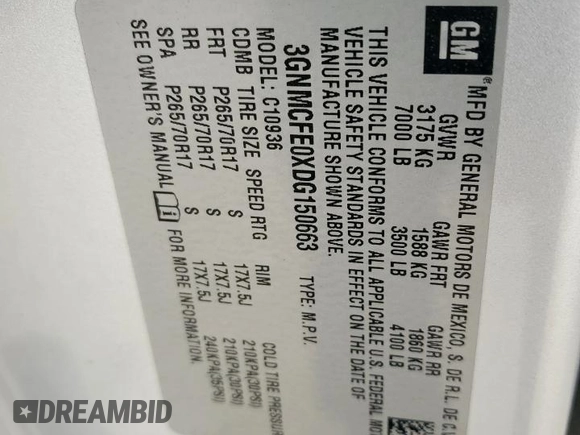 GM
MFD BY GENERAL MOTORS DE MEXICO S. DE R.L. DE C.
GVWR GAWR FRT GAWR RR
3175 KG 1588 KG 1860 KG
7000 LB 3500 LB 4100 LB
THIS VEHICLE CONFORMS TO ALL APPLICABLE U.S. FEDERAL MO
VEHICLE SAFETY STANDARDS IN EFFECT ON THE DATE OF
MANUFACTURE SHOWN ABOVE.
3GNMCFE0XDG150663 TYPE: M.P.V.
MODEL: C10936
CDMB TIRE SIZE SPEED RTG RIM COLD TIRE PRESSUR
FRT P265/70R17 S 17X7.5J 210KPA(30PSI)
RR P265/70R17 S 17X7.5J 210KPA(30PSI)
SPA P265/70R17 S 17X7.5J 240KPA(35PSI)
SEE OWNER'S MANUAL FOR MORE INFORMATION.
DREAMBID